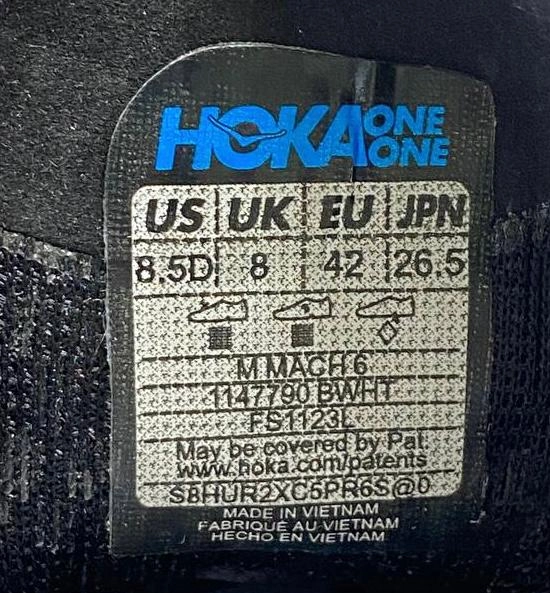 HOKA ONE ONE
US UK EU JPN
8.5D 8 42 26.5
M MACH 6
1147790 BWHT
FS1123L
May be covered by Pat
www.hoka.com/patents
S8HUR2XC5PR6S@0
MADE IN VIETNAM
FABRIQUÉ AU VIETNAM
HECHO EN VIETNAM